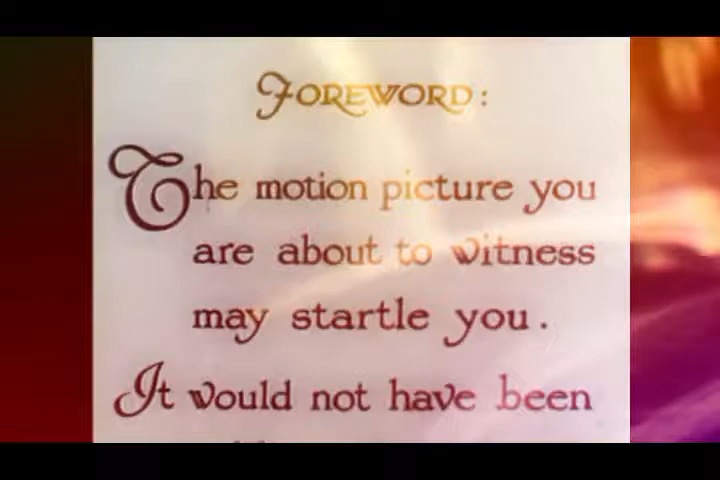 Foreword:
The motion picture you
are about to witness
may startle you.
It would not have been